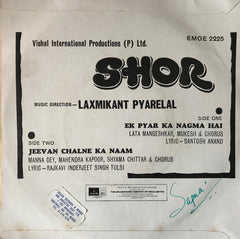 Vishal International Productions (P) Ltd.
EMOE 2225
SHOR
MUSIC DIRECTION - LAXMIKANT PYARELAL
SIDE ONE
EK PYAR KA NAGMA HAI
LATA MANGESHKAR, MUKESH & CHORUS
LYRIC - SANTOSH ANAND
SIDE TWO
JEEVAN CHALNE KA NAAM
MANNA DEY, MAHENDRA KAPOOR, SHYAMA CHITTAR & CHORUS
LYRIC - RAJKAVI INDERJEET SINGH TULSI
Sapna